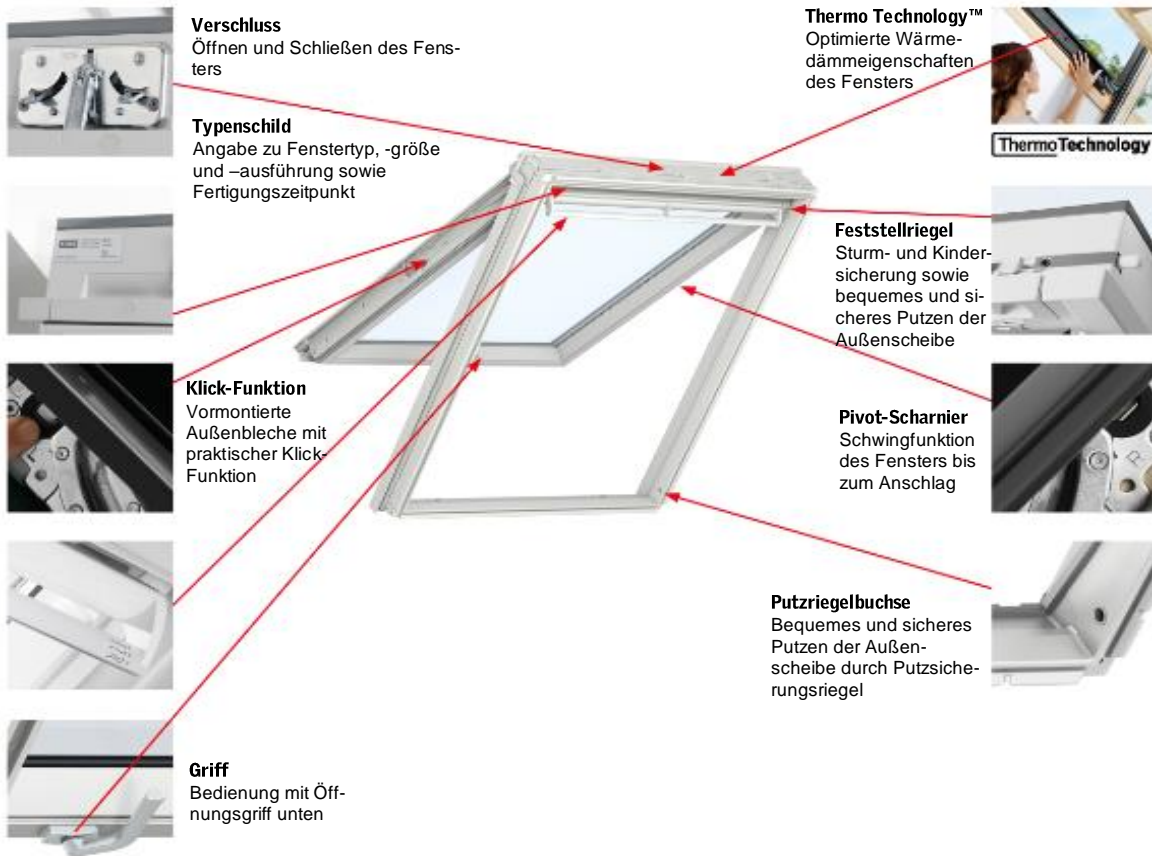 Verschluss
Öffnen und Schließen des Fens-
ters
Typenschild
Angabe zu Fenstertyp, -größe
und –ausführung sowie
Fertigungszeitpunkt
Klick-Funktion
Vormontierte
Außenbleche mit
praktischer Klick-
Funktion
Griff
Bedienung mit Öff-
nungsgriff unten
Thermo Technology™
Optimierte Wärme-
dämmeigenschaften
des Fensters
ThermoTechnology
Feststellriegel
Sturm- und Kinder-
sicherung sowie
bequemes und si-
cheres Putzen der
Außenscheibe
Pivot-Scharnier
Schwingfunktion
des Fensters bis
zum Anschlag
Putzriegelbuchse
Bequemes und sicheres
Putzen der Außen-
scheibe durch Putzsiche-
rungsriegel